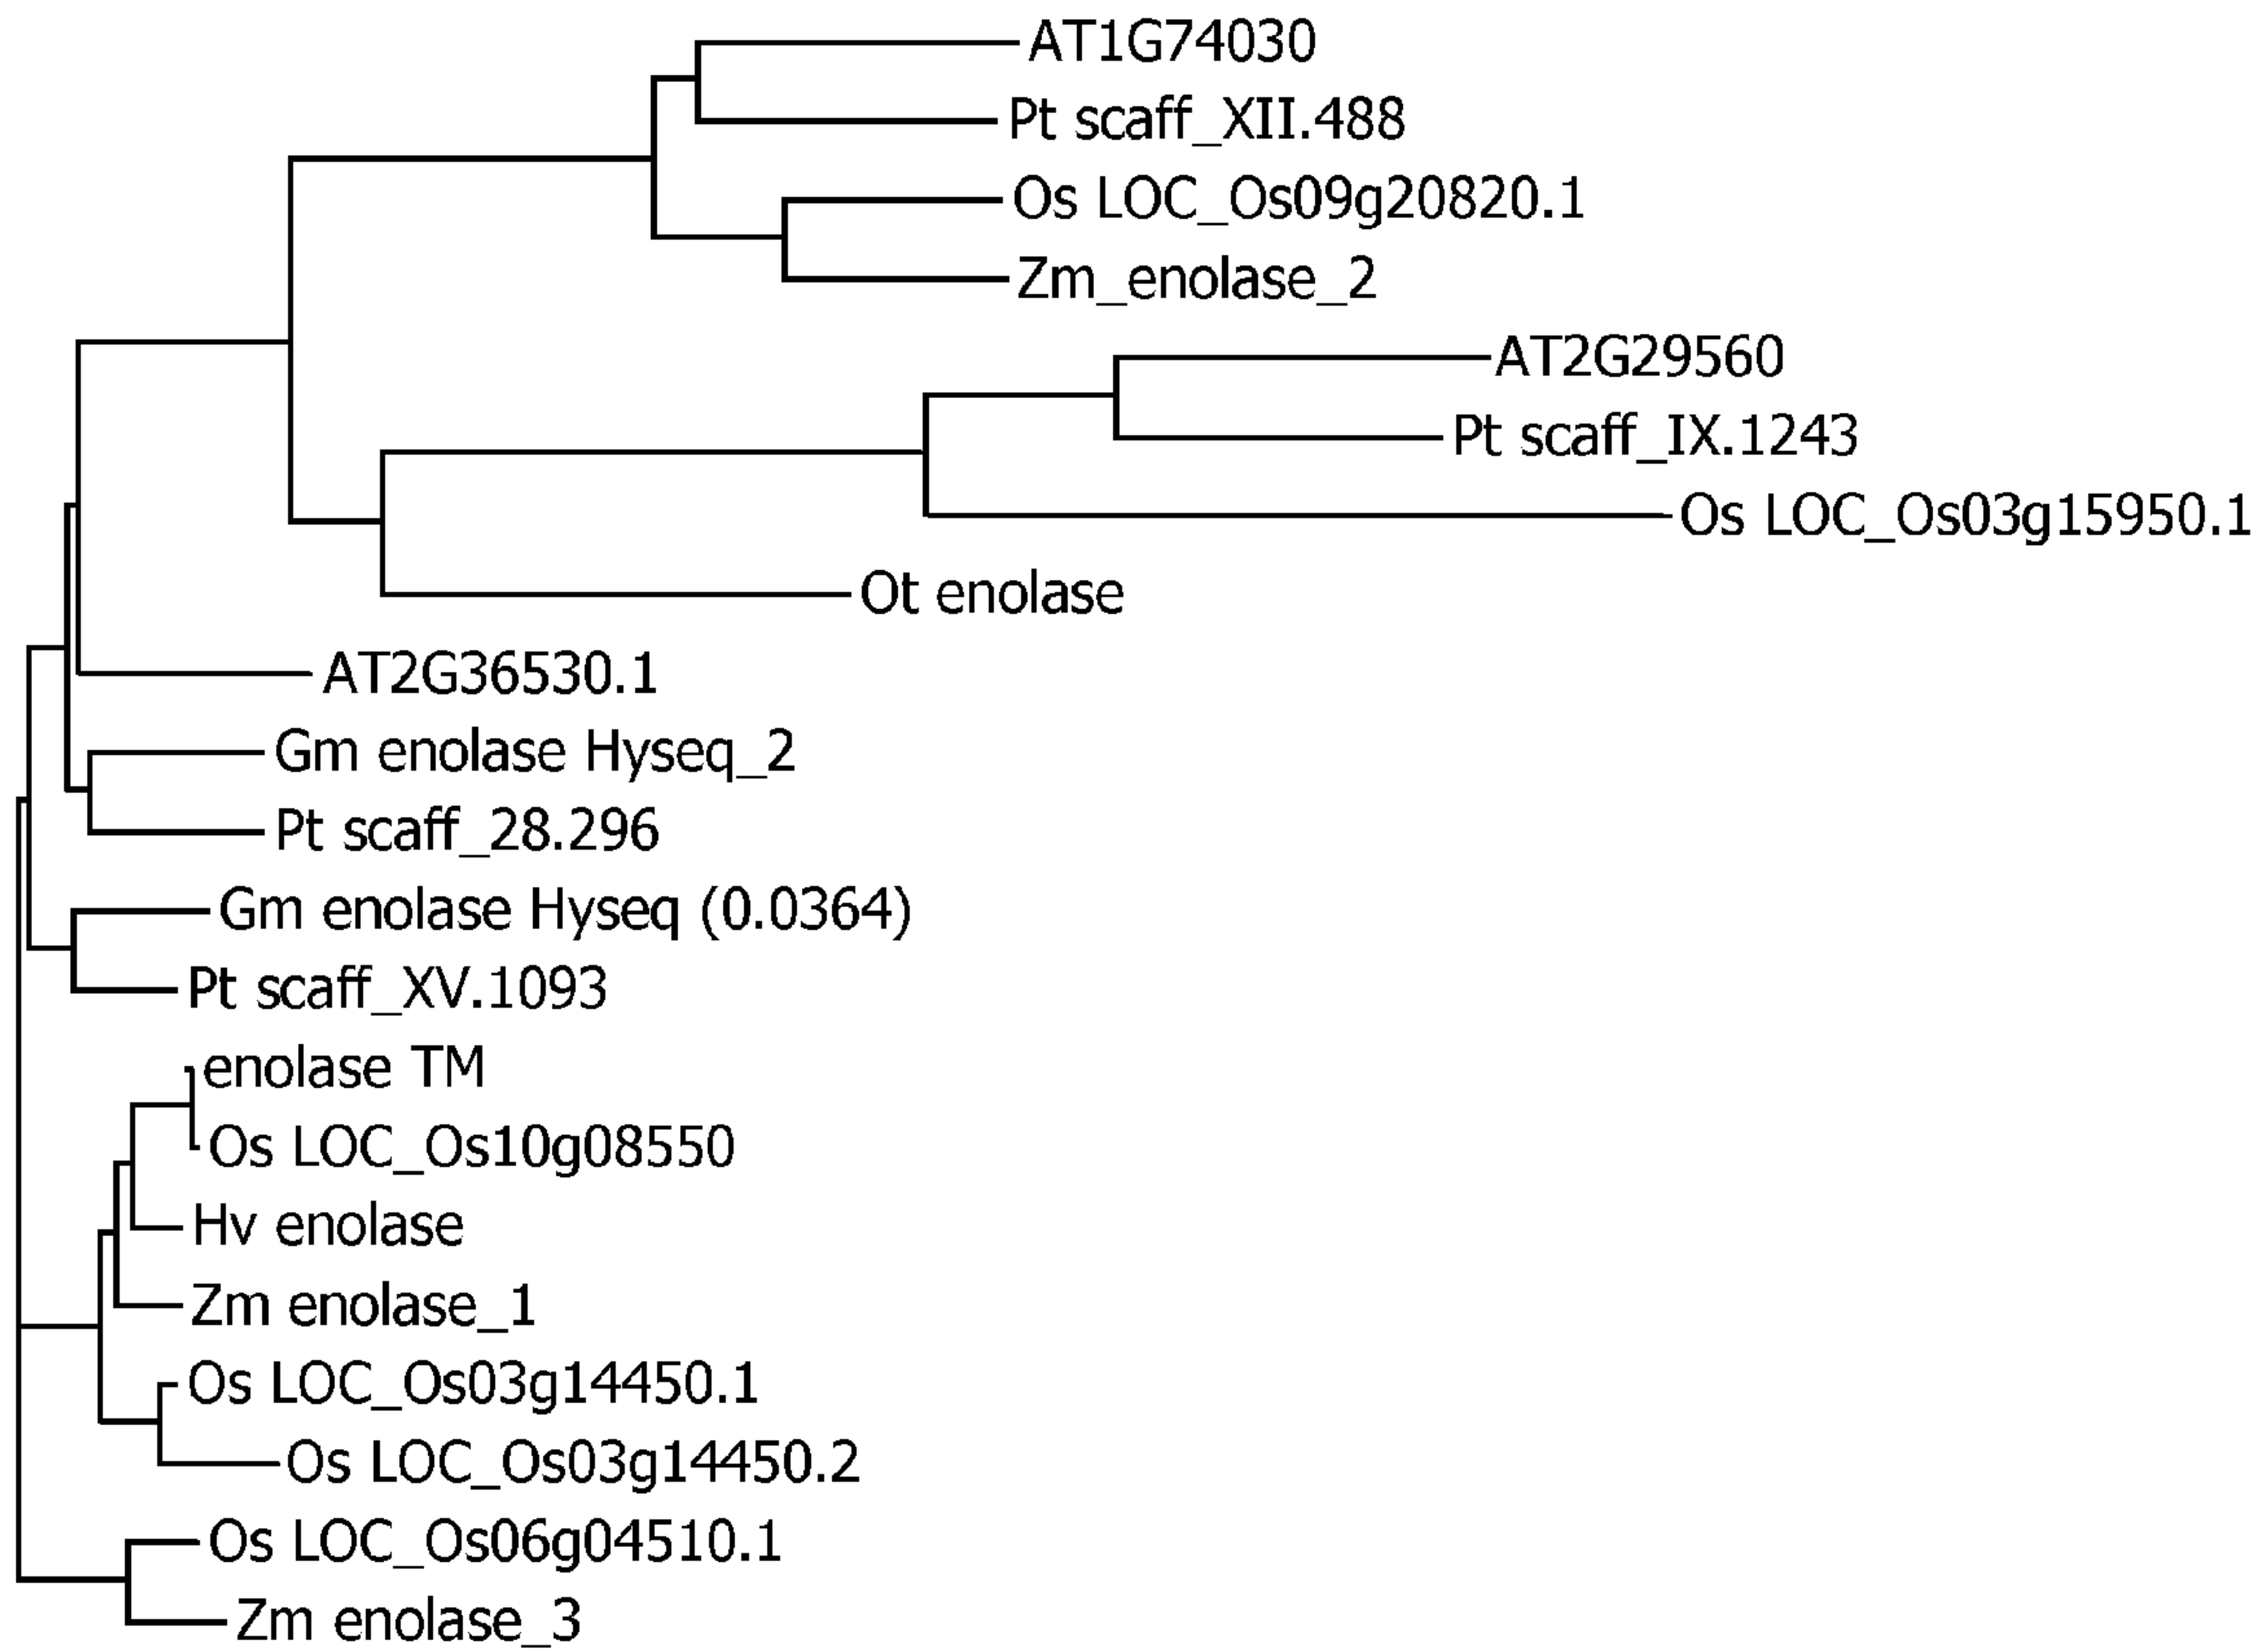 AT1G74030
Pt scaff_XII.488
Os LOC_Os09g20820.1
Zm_enolase_2
AT2G29560
Pt scaff_IX.1243
Os LOC_Os03g15950.1
Ot enolase
AT2G36530.1
Gm enolase Hyseq_2
Pt scaff_28.296
Gm enolase Hyseq (0.0364)
Pt scaff_XV.1093
enolase TM
Os LOC_Os10g08550
Hv enolase
Zm enolase_1
Os LOC_Os03g14450.1
Os LOC_Os03g14450.2
Os LOC_Os06g04510.1
Zm enolase_3